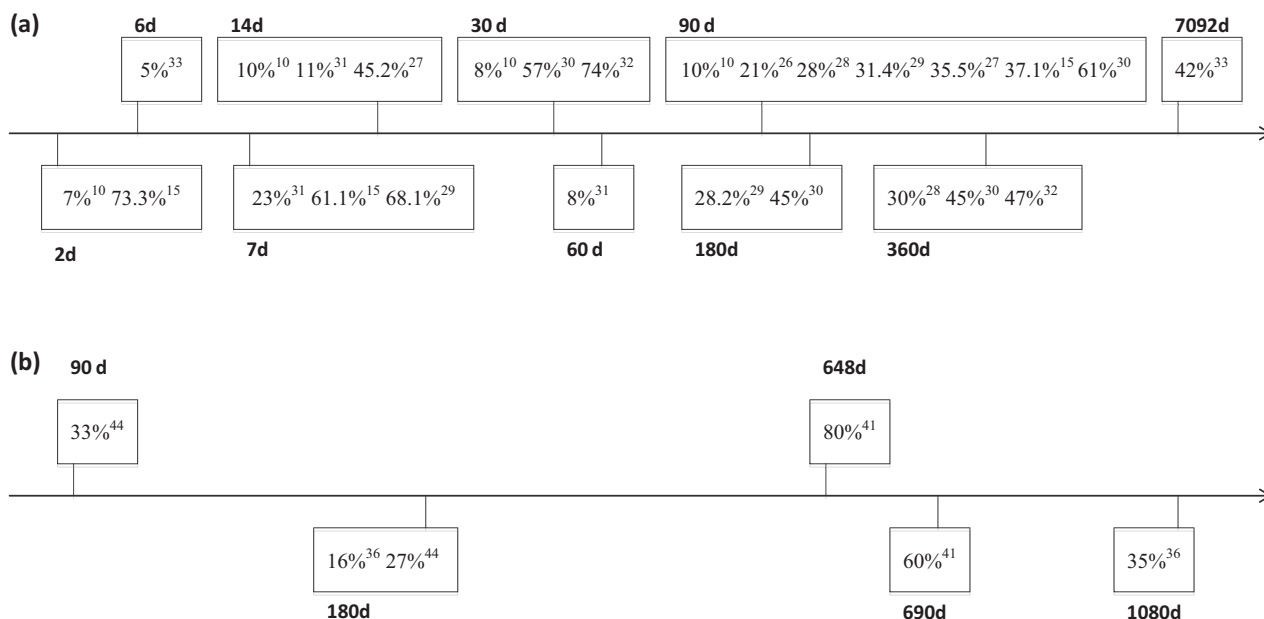 (a)
6d 14d 30 d 90 d 7092d
5%³³ 10%¹⁰ 11%³¹ 45.2%²⁷ 8%¹⁰ 57%³⁰ 74%³² 10%¹⁰ 21%²⁶ 28%²⁸ 31.4%²⁹ 35.5%²⁷ 37.1%¹⁵ 61%³⁰ 42%³³
7%¹⁰ 73.3%¹⁵ 23%³¹ 61.1%¹⁵ 68.1%²⁹ 8%³¹ 28.2%²⁹ 45%³⁰ 30%²⁸ 45%³⁰ 47%³²
2d 7d 60 d 180d 360d
(b)
90 d 648d
33%⁴⁴ 80%⁴¹
16%³⁶ 27%⁴⁴ 60%⁴¹ 35%³⁶
180d 690d 1080d